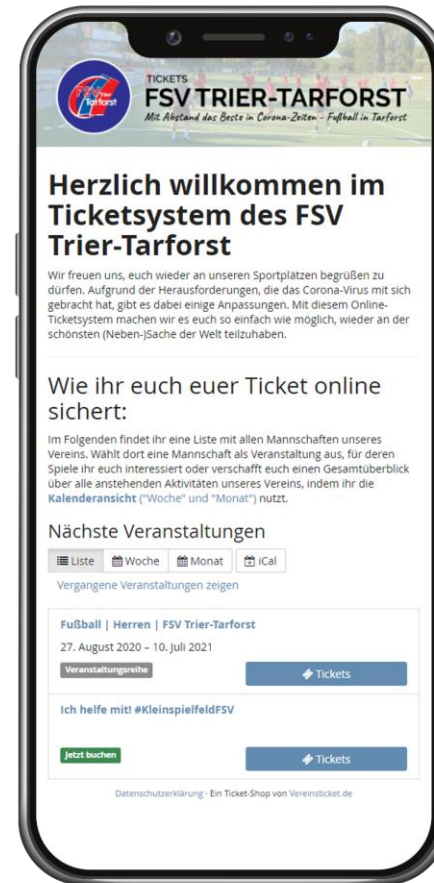 FSV Trier
Tarforst
TICKETS
FSV TRIER-TARFORST
Mit Abstand das Beste in Corona-Zeiten - Fußball in Tarforst
Herzlich willkommen im
Ticketsystem des FSV
Trier-Tarforst
Wir freuen uns, euch wieder an unseren Sportplätzen begrüßen zu
dürfen. Aufgrund der Herausforderungen, die das Corona-Virus mit sich
gebracht hat, gibt es dabei einige Anpassungen. Mit diesem Online-
Ticketsystem machen wir es euch so einfach wie möglich, wieder an der
schönsten (Neben-)Sache der Welt teilzuhaben.
Wie ihr euch euer Ticket online
sichert:
Im Folgenden findet ihr eine Liste mit allen Mannschaften unseres
Vereins. Wählt dort eine Mannschaft als Veranstaltung aus, für deren
Spiele ihr euch interessiert oder verschafft euch einen Gesamtüberblick
über alle anstehenden Aktivitäten unseres Vereins, indem ihr die
Kalenderansicht ("Woche" und "Monat") nutzt.
Nächste Veranstaltungen
Liste Woche Monat iCal
Vergangene Veranstaltungen zeigen
Fußball | Herren | FSV Trier-Tarforst
27. August 2020 – 10. Juli 2021
Veranstaltungsreihe Tickets
Ich helfe mit! #KleinspielfeldFSV
Jetzt buchen Tickets
Datenschutzerklärung · Ein Ticket-Shop von Vereinsticket.de